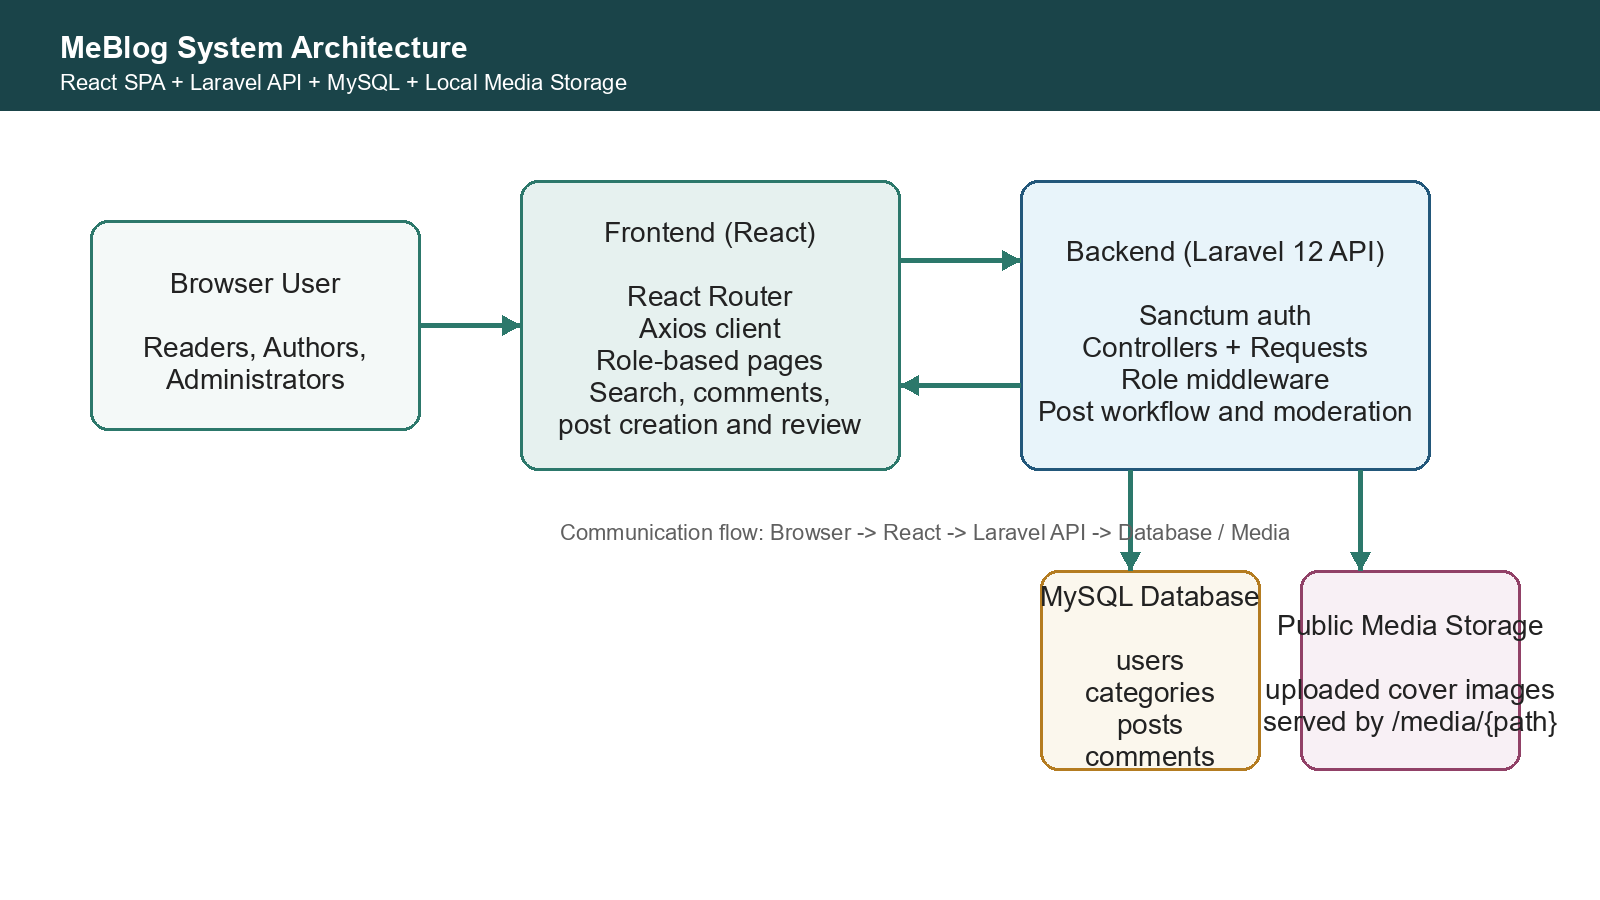 MeBlog System Architecture
React SPA + Laravel API + MySQL + Local Media Storage
Browser User
Readers, Authors,
Administrators
Frontend (React)
React Router
Axios client
Role-based pages
Search, comments,
post creation and review
Backend (Laravel 12 API)
Sanctum auth
Controllers + Requests
Role middleware
Post workflow and moderation
Communication flow: Browser -> React -> Laravel API -> Database / Media
MySQL Database
users
categories
posts
comments
Public Media Storage
uploaded cover images
served by /media/{path}